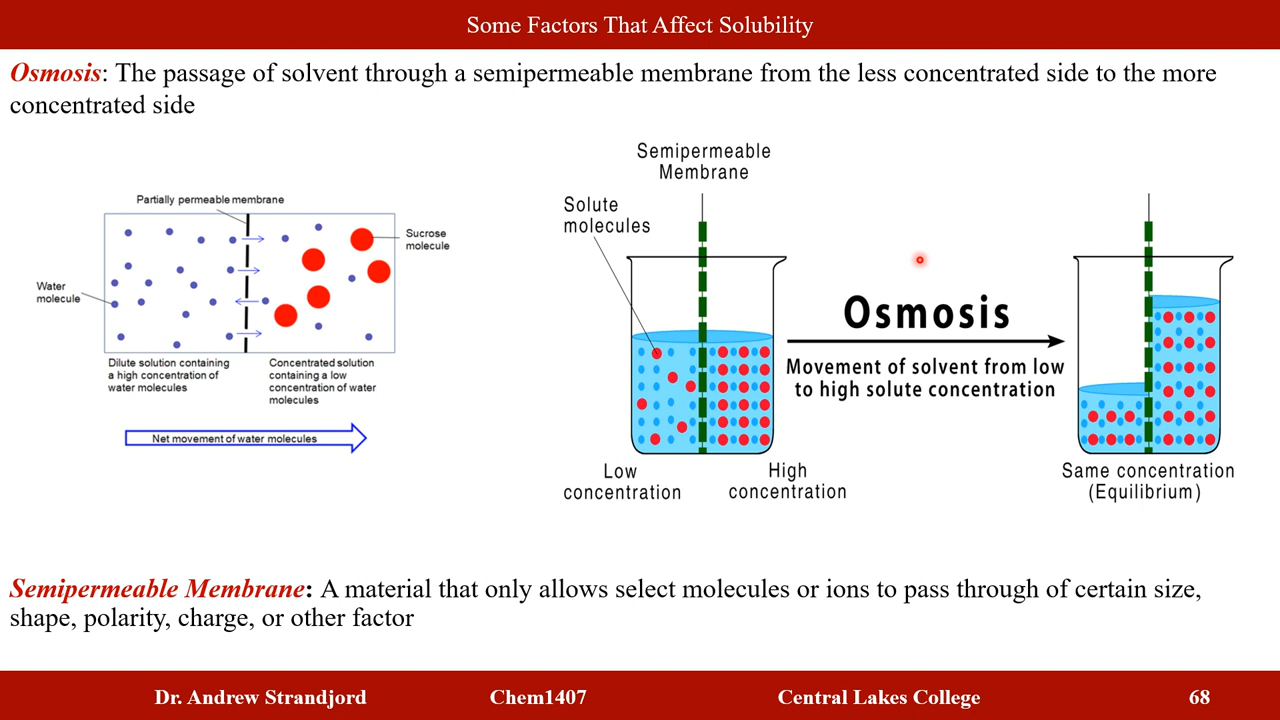 Some Factors That Affect Solubility
Osmosis: The passage of solvent through a semipermeable membrane from the less concentrated side to the more
concentrated side
Partially permeable membrane
Sucrose
molecule
Water
molecule
Dilute solution containing
a high concentration of
water molecules
Concentrated solution
containing a low
concentration of water
molecules
Net movement of water molecules
Semipermeable
Membrane
Solute
molecules
Low
concentration
High
concentration
Osmosis
Movement of solvent from low
to high solute concentration
Same concentration
(Equilibrium)
Semipermeable Membrane: A material that only allows select molecules or ions to pass through of certain size,
shape, polarity, charge, or other factor
Dr. Andrew Strandjord Chem1407 Central Lakes College 68